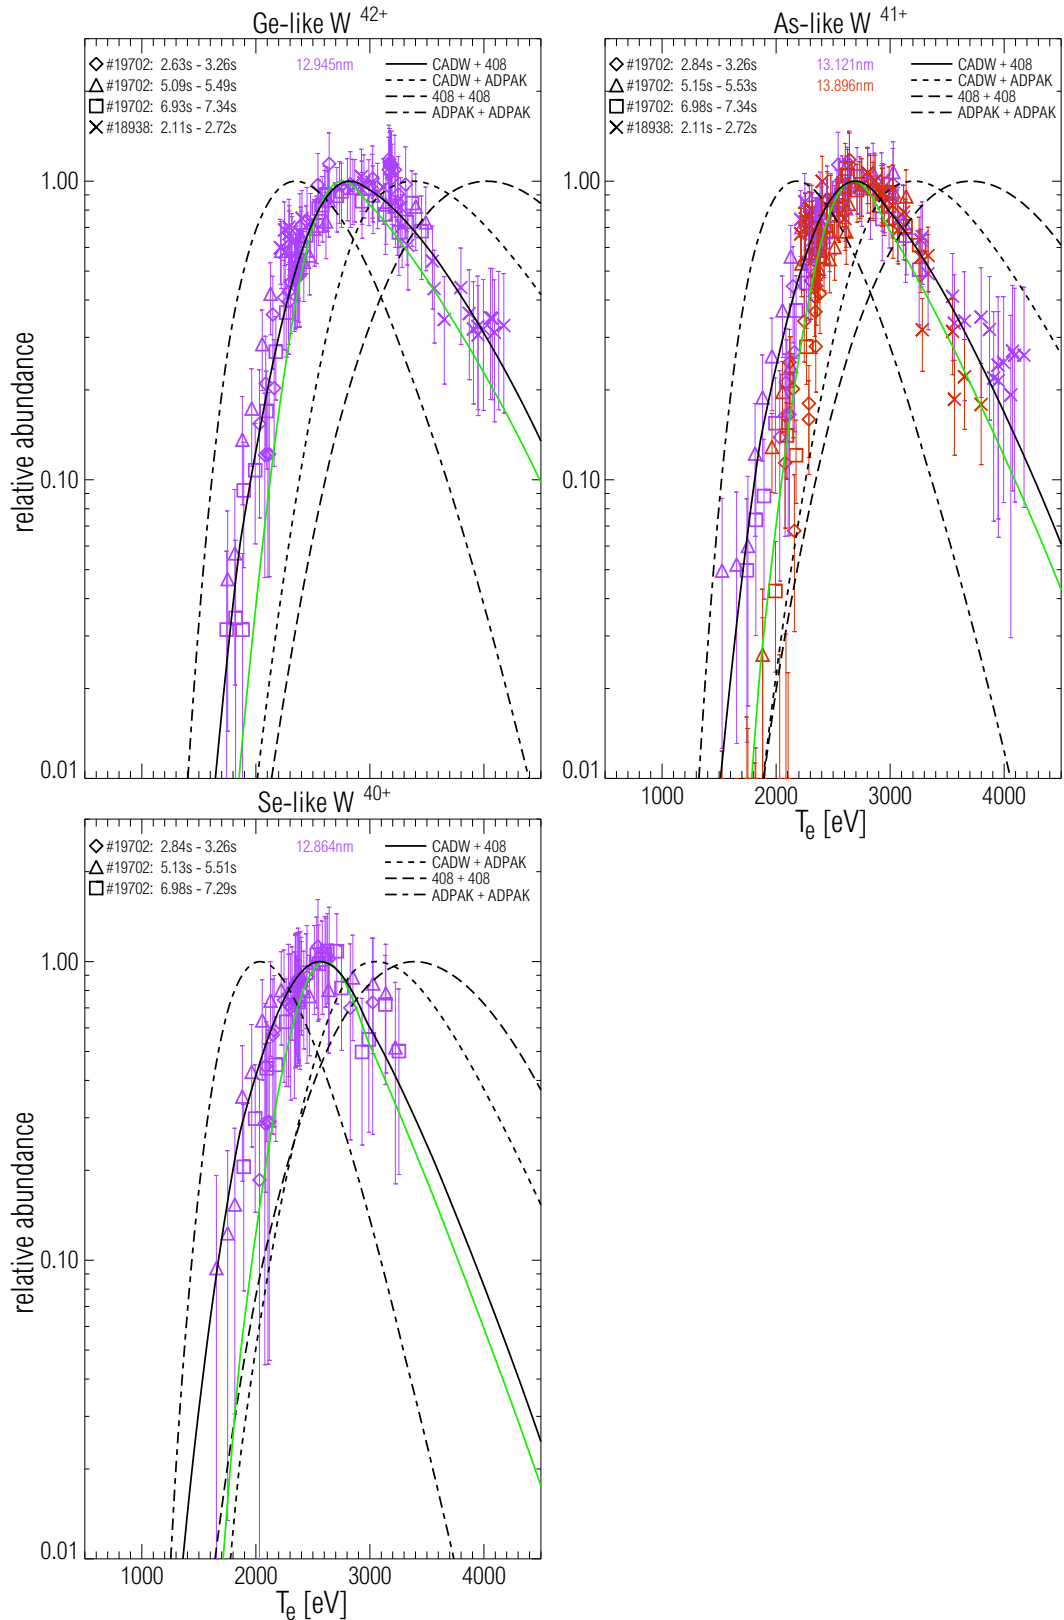 Ge-like W 42+
#19702: 2.63s - 3.26s
#19702: 5.09s - 5.49s
#19702: 6.93s - 7.34s
#18938: 2.11s - 2.72s
12.945nm
CADW + 408
CADW + ADPAK
408 + 408
ADPAK + ADPAK
relative abundance
1.00
0.10
0.01
As-like W 41+
#19702: 2.84s - 3.26s
#19702: 5.15s - 5.53s
#19702: 6.98s - 7.34s
#18938: 2.11s - 2.72s
13.121nm
13.896nm
CADW + 408
CADW + ADPAK
408 + 408
ADPAK + ADPAK
1.00
0.10
0.01
1000 2000 3000 4000
Te [eV]
Se-like W 40+
#19702: 2.84s - 3.26s
#19702: 5.13s - 5.51s
#19702: 6.98s - 7.29s
12.864nm
CADW + 408
CADW + ADPAK
408 + 408
ADPAK + ADPAK
relative abundance
1.00
0.10
0.01
1000 2000 3000 4000
Te [eV]